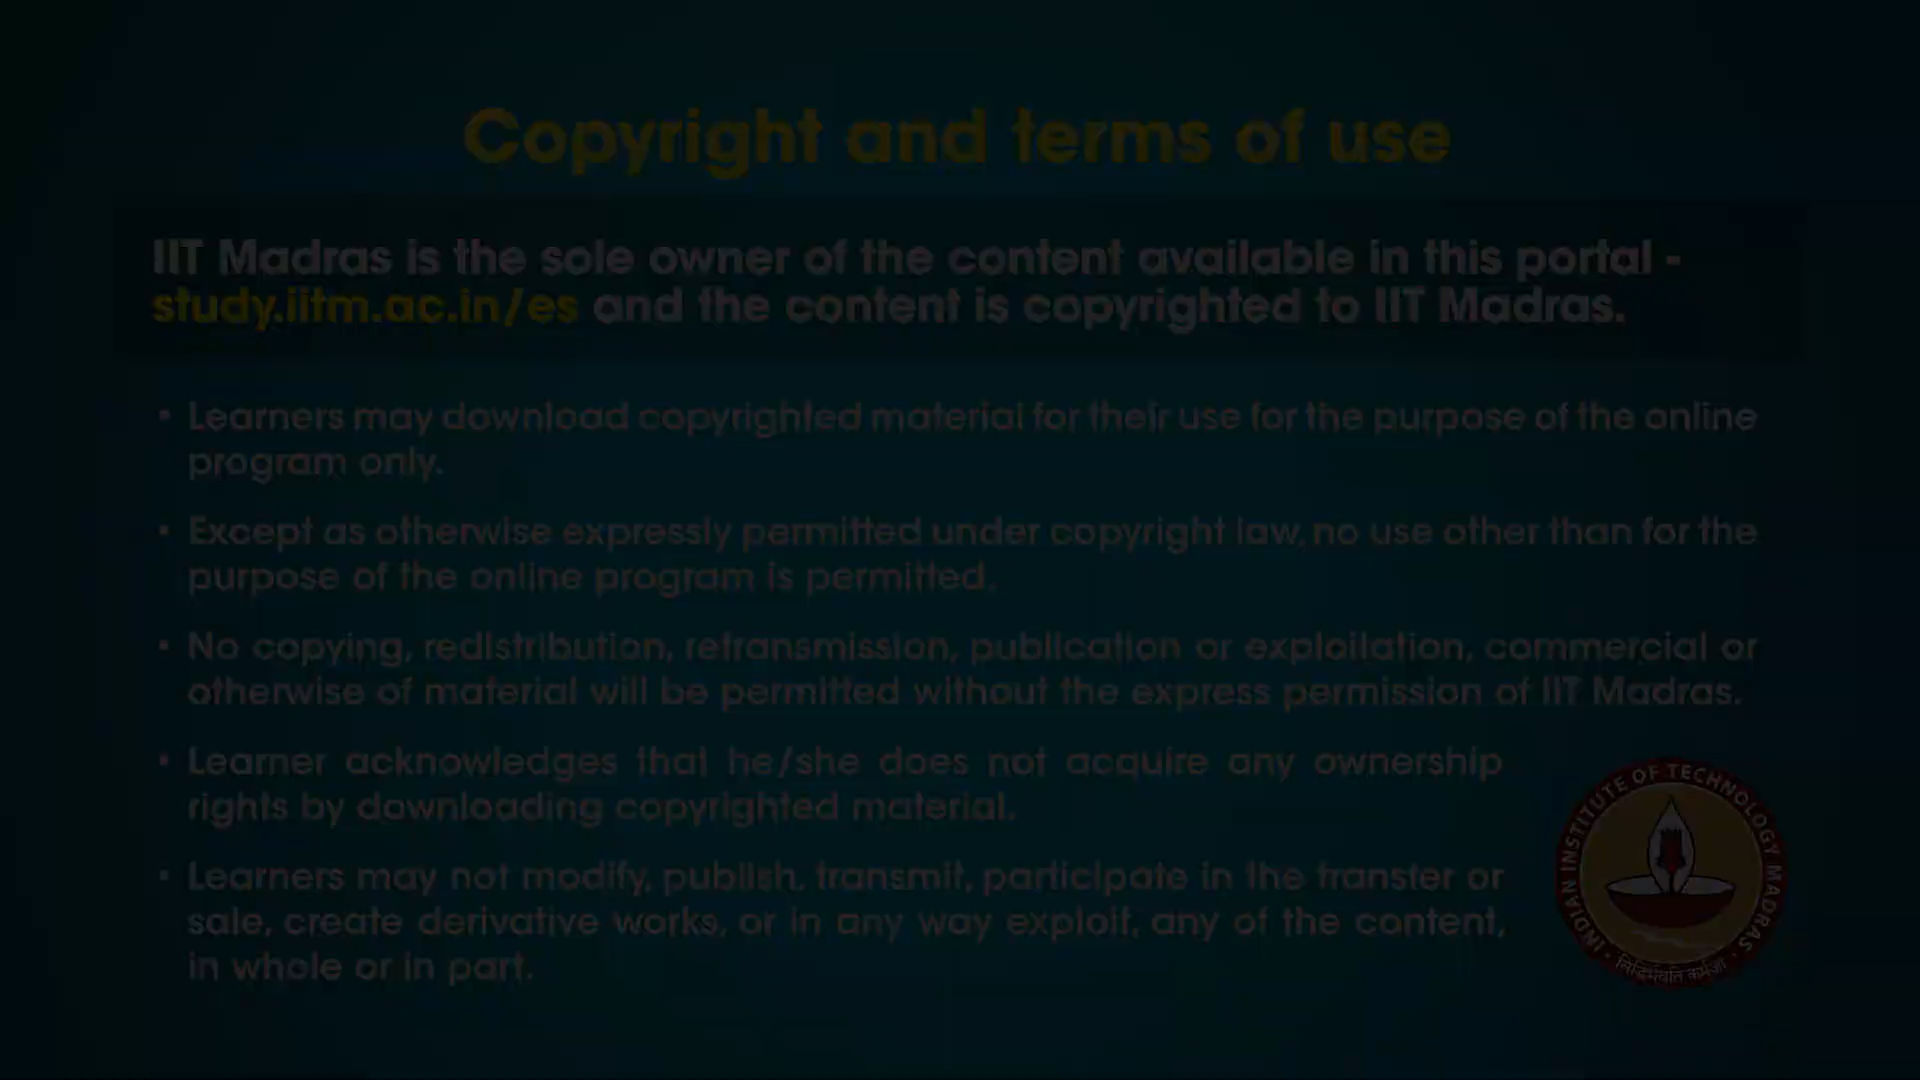 Copyright and terms of use
IIT Madras is the sole owner of the content available in this portal -
study.iitm.ac.in/es and the content is copyrighted to IIT Madras.
• Learners may download copyrighted material for their use for the purpose of the online
program only.
• Except as otherwise expressly permitted under copyright law, no use other than for the
purpose of the online program is permitted.
• No copying, redistribution, retransmission, publication or exploitation, commercial or
otherwise of material will be permitted without the express permission of IIT Madras.
• Learner acknowledges that he/she does not acquire any ownership
rights by downloading copyrighted material.
• Learners may not modify, publish, transmit, participate in the transfer or
sale, create derivative works, or in any way exploit, any of the content,
in whole or in part.
INDIAN INSTITUTE OF TECHNOLOGY MADRAS
सिद्धिर्भवति कर्मजा